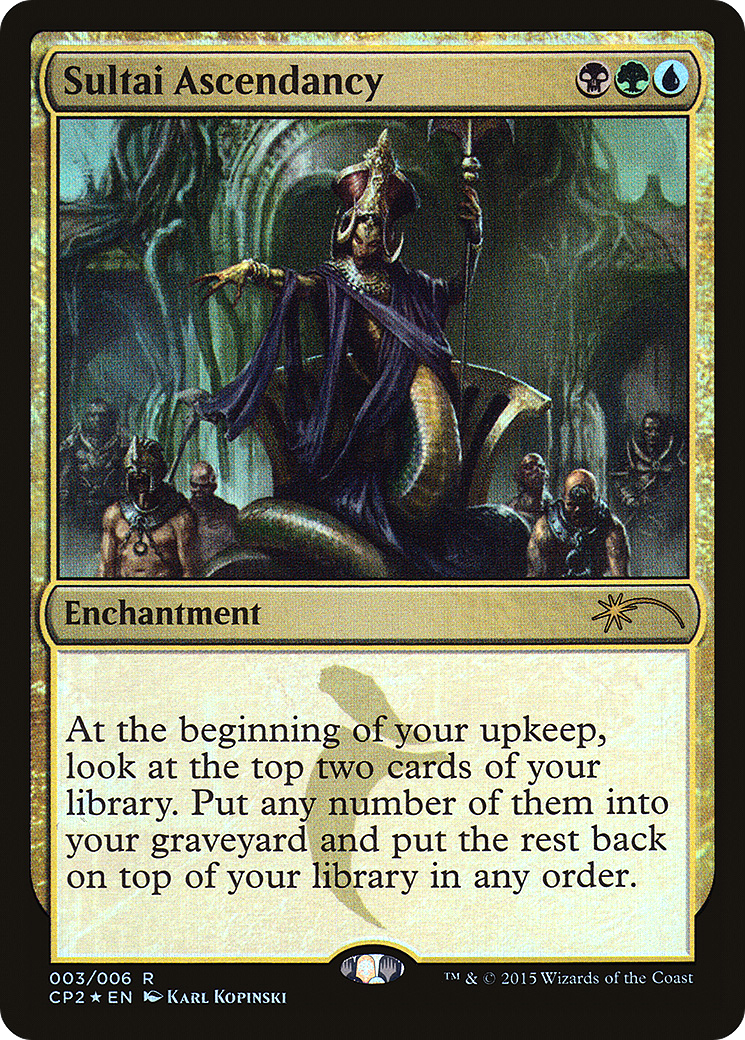 Sultai Ascendancy
Enchantment
At the beginning of your upkeep,
look at the top two cards of your
library. Put any number of them into
your graveyard and put the rest back
on top of your library in any order.
003/006 R
CP2 ★ EN Karl Kopinski
™ & © 2015 Wizards of the Coast